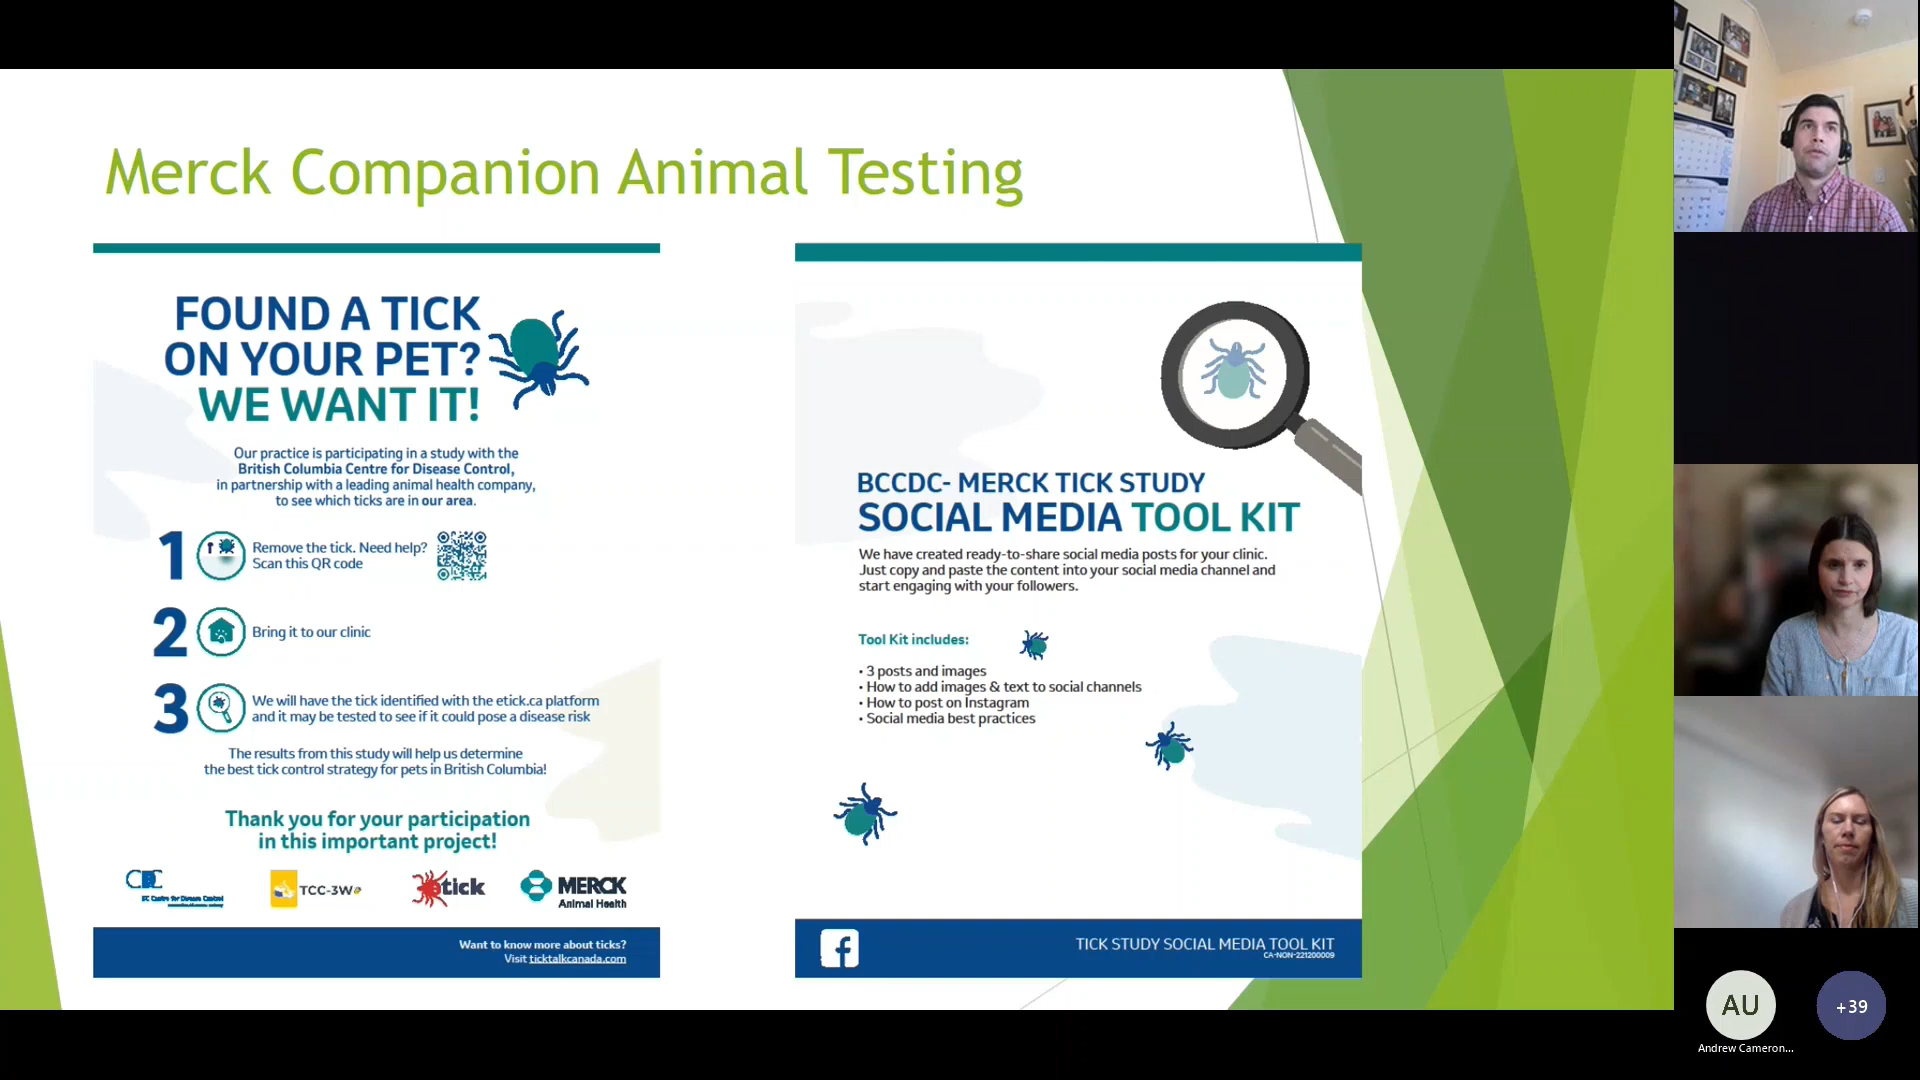 Merck Companion Animal Testing
FOUND A TICK
ON YOUR PET?
WE WANT IT!
Our practice is participating in a study with the
British Columbia Centre for Disease Control,
in partnership with a leading animal health company,
to see which ticks are in our area.
1
Remove the tick. Need help?
Scan this QR code
2
Bring it to our clinic
3
We will have the tick identified with the etick.ca platform
and it may be tested to see if it could pose a disease risk
The results from this study will help us determine
the best tick control strategy for pets in British Columbia!
Thank you for your participation
in this important project!
BC Centre for Disease Control
TCC-3W
etick
MERCK
Animal Health
Want to know more about ticks?
Visit ticktalkcanada.com
BCCDC- MERCK TICK STUDY
SOCIAL MEDIA TOOL KIT
We have created ready-to-share social media posts for your clinic.
Just copy and paste the content into your social media channel and
start engaging with your followers.
Tool Kit includes:
• 3 posts and images
• How to add images & text to social channels
• How to post on Instagram
• Social media best practices
f
TICK STUDY SOCIAL MEDIA TOOL KIT
CA-NON-221200009
AU
+39
Andrew Cameron...